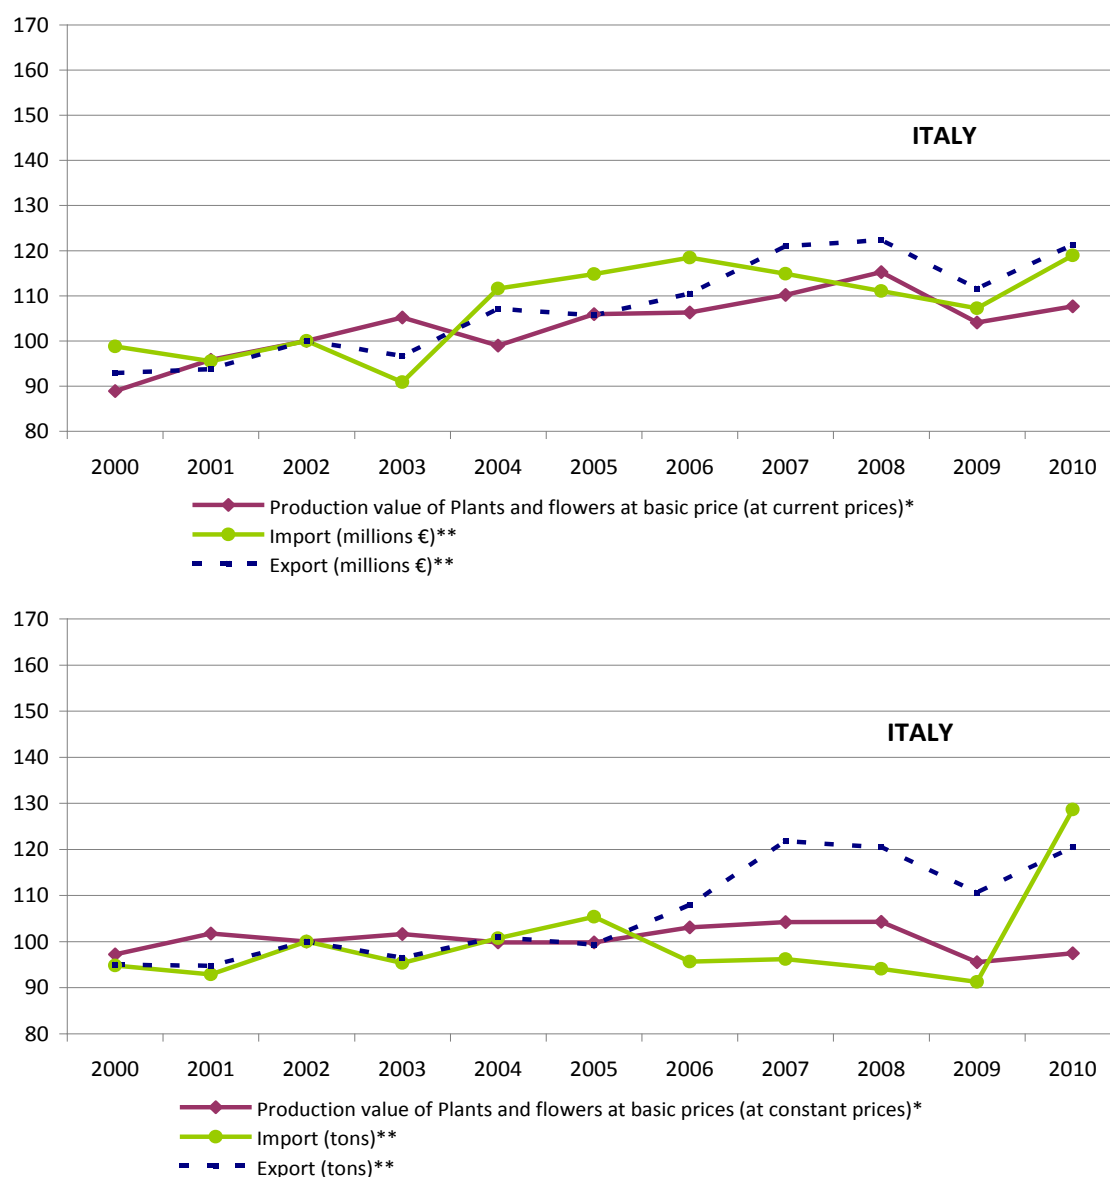 170
160
150
140
130
120
110
100
90
80
ITALY
2000 2001 2002 2003 2004 2005 2006 2007 2008 2009 2010
Production value of Plants and flowers at basic price (at current prices)*
Import (millions €)**
Export (millions €)**
170
160
150
140
130
120
110
100
90
80
ITALY
2000 2001 2002 2003 2004 2005 2006 2007 2008 2009 2010
Production value of Plants and flowers at basic prices (at constant prices)*
Import (tons)**
Export (tons)**